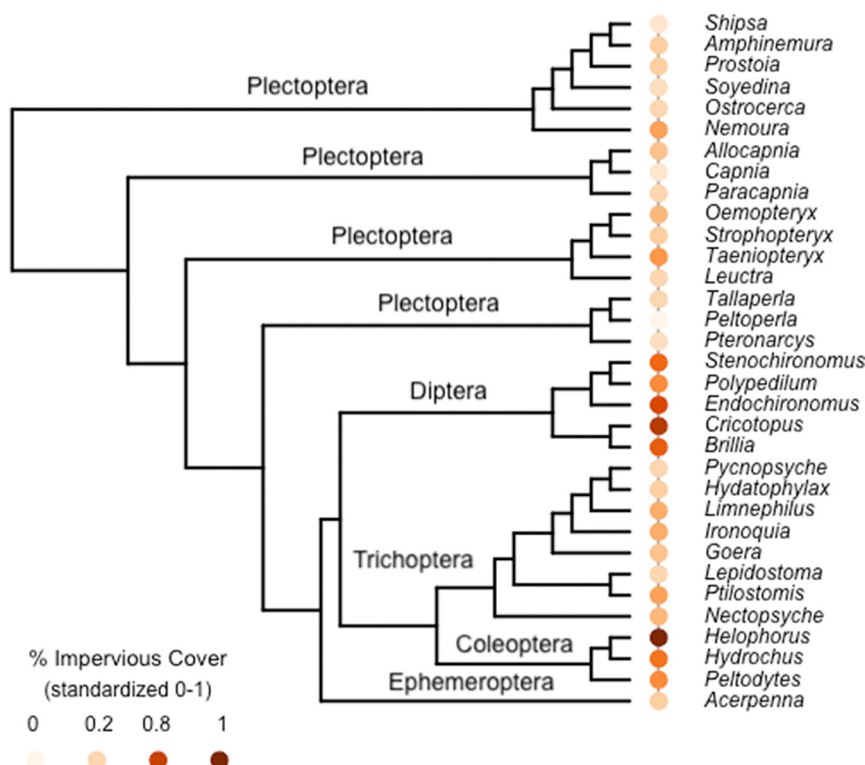 Shipsa
Amphinemura
Prostoia
Plectoptera
Soyedina
Ostrocerca
Nemoura
Plectoptera
Allocapnia
Capnia
Paracapnia
Oemopteryx
Plectoptera
Strophopteryx
Taeniopteryx
Leuctra
Plectoptera
Tallaperla
Peltoperla
Pteronarcys
Stenochironomus
Diptera
Polypedilum
Endochironomus
Cricotopus
Brillia
Pycnopsyche
Hydatophylax
Limnephilus
Ironoquia
Trichoptera
Goera
Lepidostoma
Ptilostomis
Nectopsyche
Coleoptera
Helophorus
Hydrochus
Ephemeroptera
Peltodytes
Acerpenna
% Impervious Cover
(standardized 0-1)
0 0.2 0.8 1